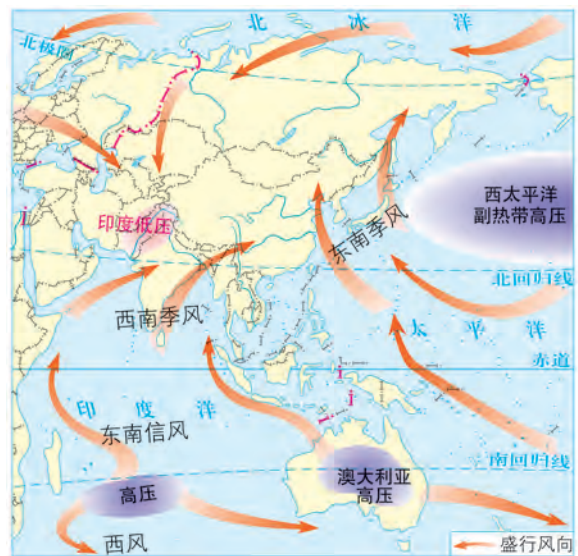 北 冰 洋
北极圈
西太平洋
副热带高压
印度低压
东南季风
北回归线
西南季风
太 平 洋
赤道
印 度 洋
东南信风
南回归线
澳大利亚
高压
高压
西风
盛行风向